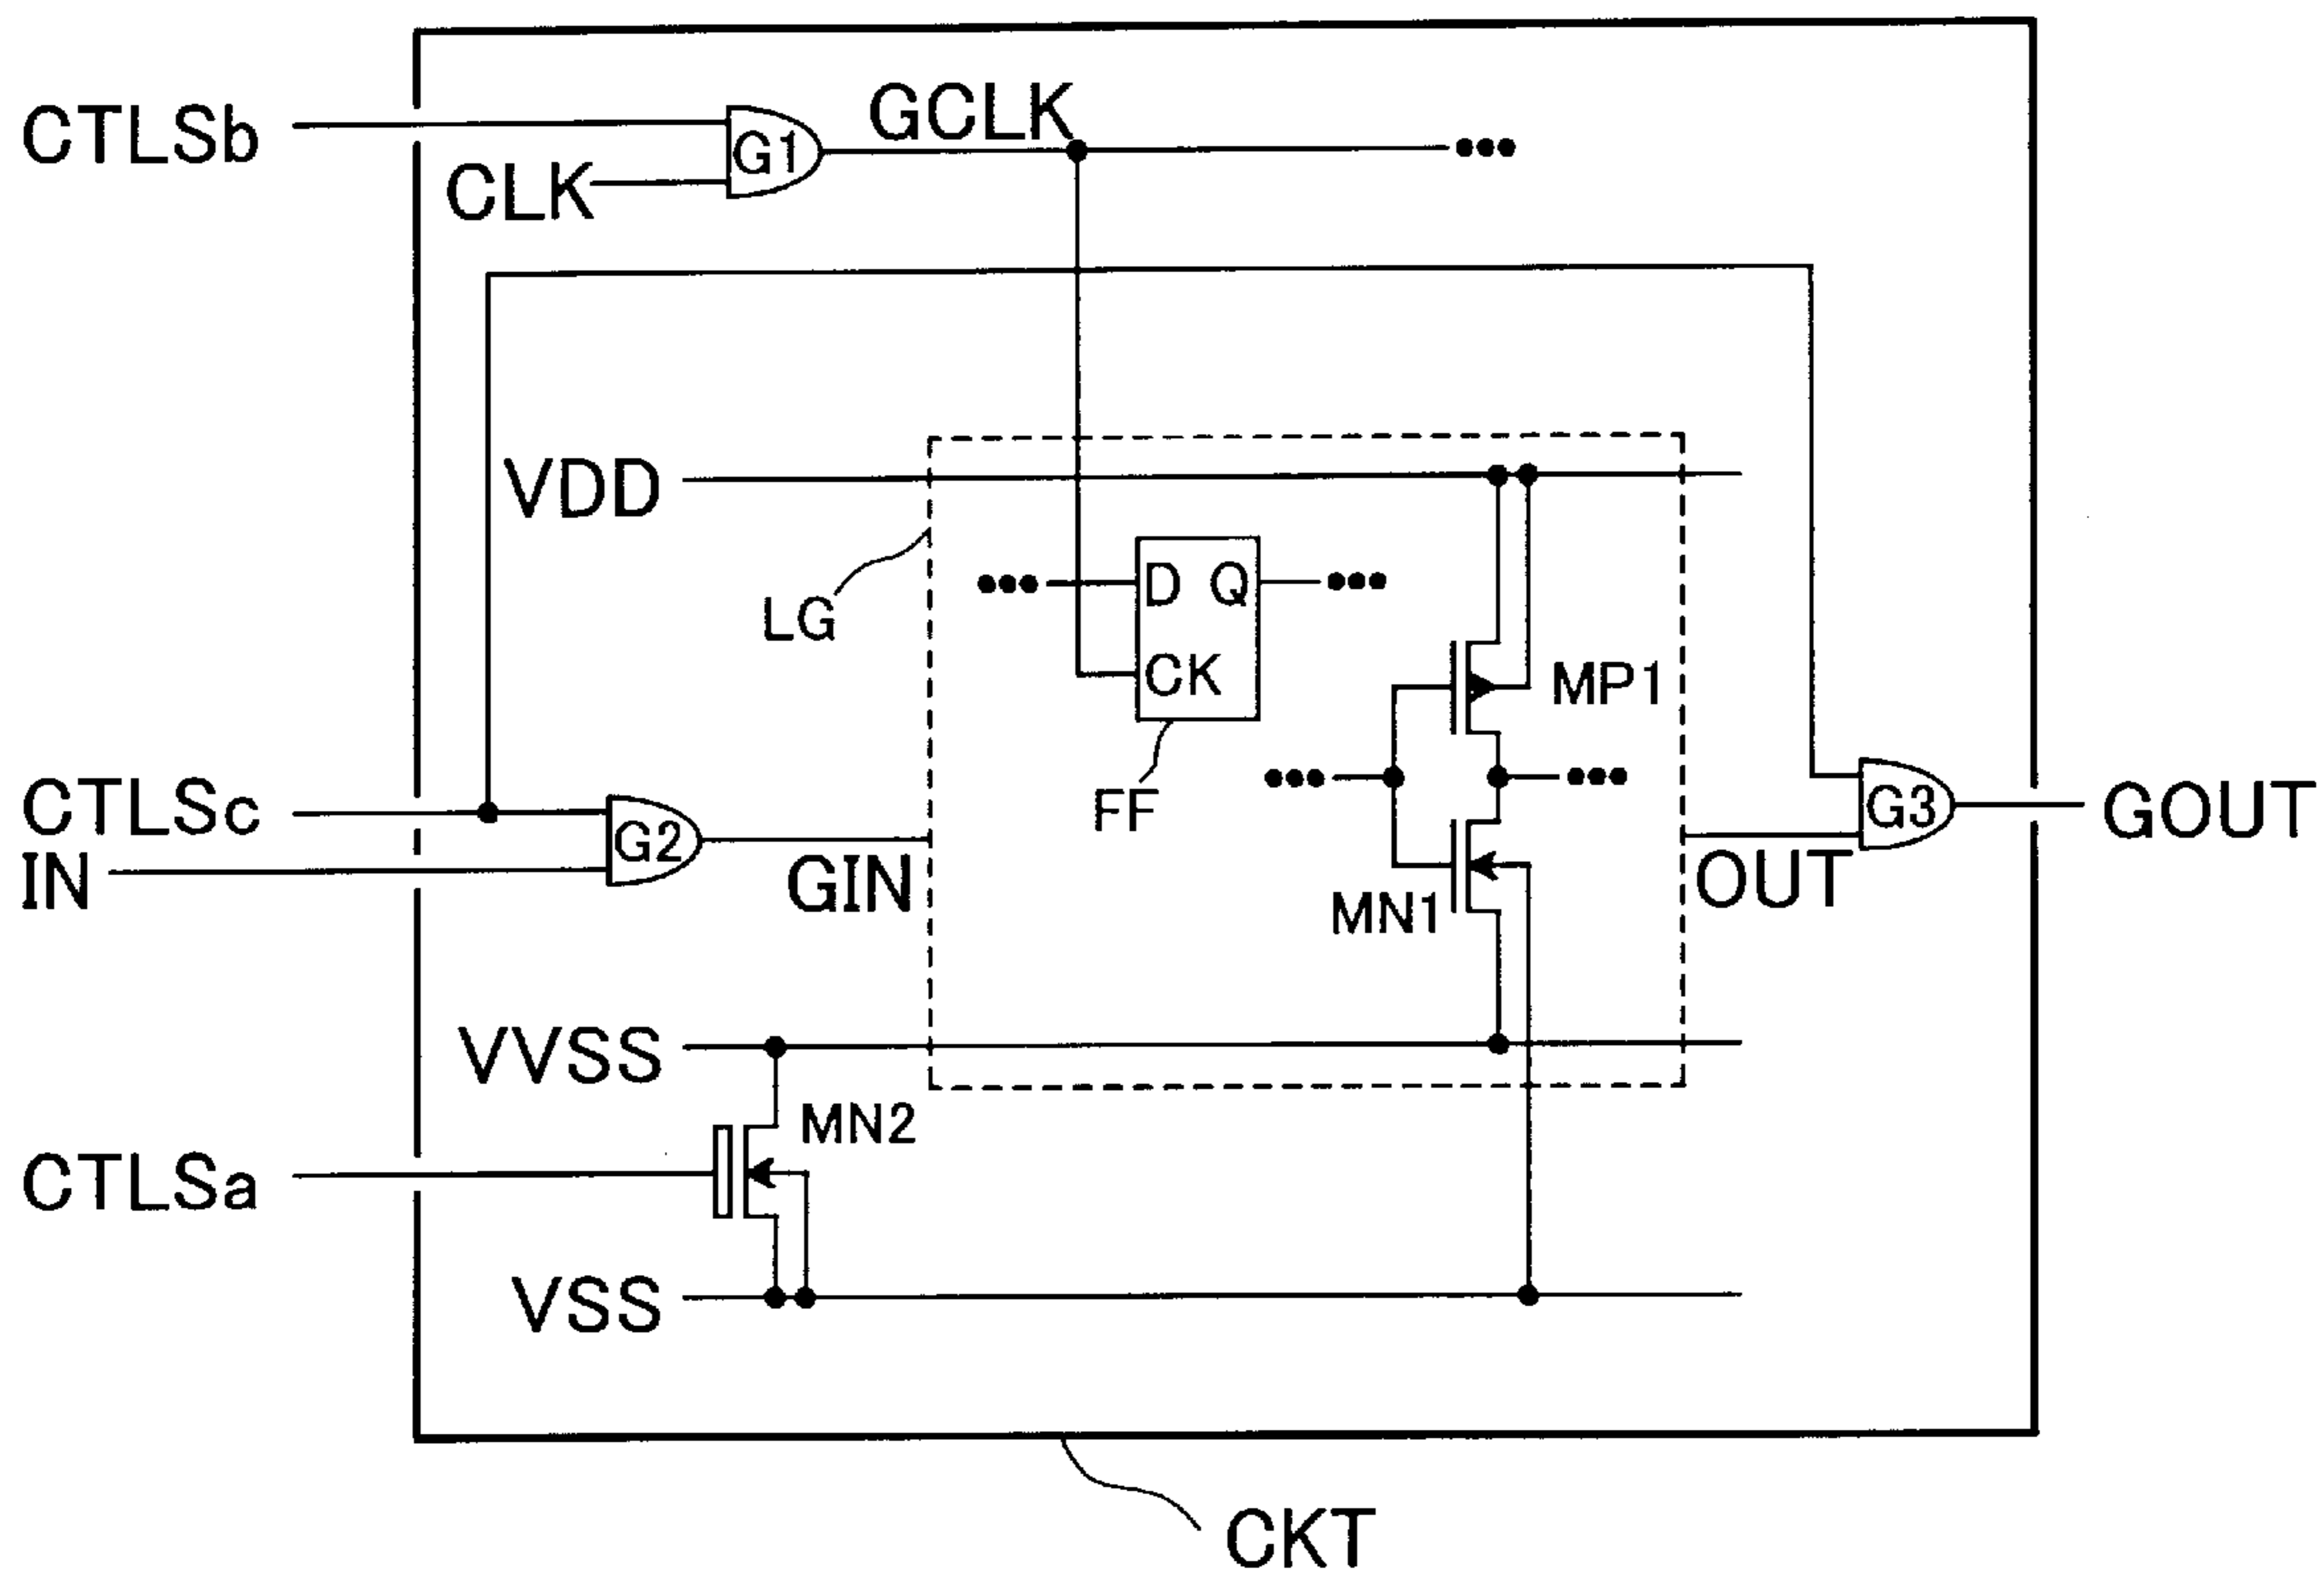 CTLSb
GCLK
G1
CLK
VDD
D Q
LG
CK
MP1
FF
CTLSc
G2
G3
GOUT
IN
GIN
MN1
OUT
VVSS
MN2
CTLSa
VSS
CKT